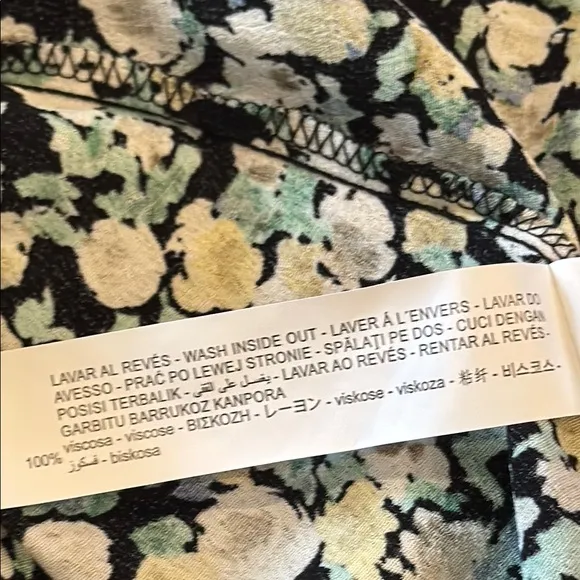 LAVAR AL REVÉS - WASH INSIDE OUT - LAVER Á L'ENVERS - LAVAR DO
AVESSO - PRAĆ PO LEWEJ STRONIE - SPĂLAŢI PE DOS - CUCI DENGAN
POSISI TERBALIK - يغسل على القفى - LAVAR AO REVÉS - RENTAR AL REVÉS-
GARBITU BARRUKOZ KANPORA
100% viscosa - viscose - ΒΙΣΚΟΖΗ - レーヨン - viskose - viskoza - 粘纤 - 비스코스-
فسكوز - biskosa